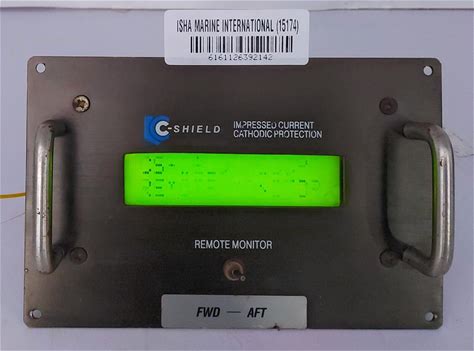 ISHA MARINE INTERNATIONAL (15174)
6161126392142
C-SHIELD
IMPRESSED CURRENT
CATHODIC PROTECTION
REMOTE MONITOR
FWD — AFT